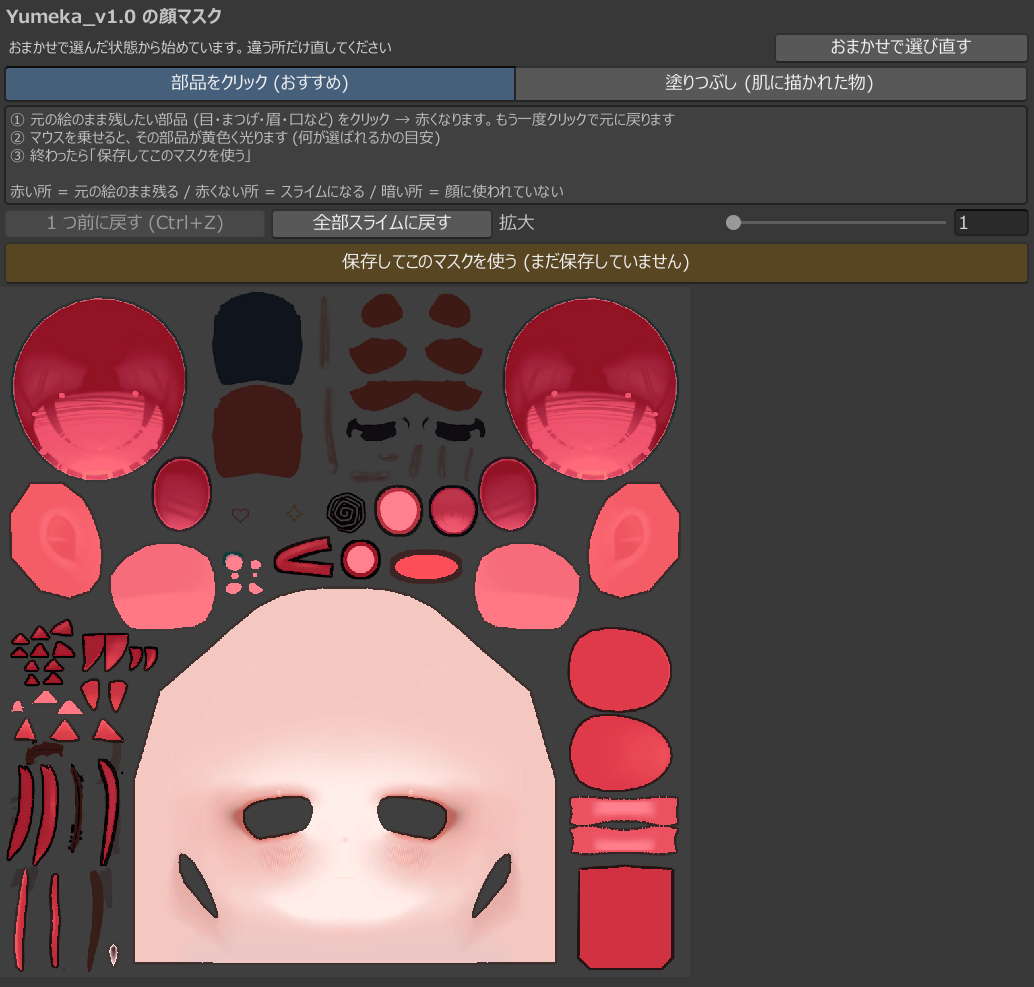 Yumeka_v1.0 の顔マスク
おまかせで選んだ状態から始めています。違う所だけ直してください
おまかせで選び直す
部品をクリック (おすすめ)
塗りつぶし (肌に描かれた物)
① 元の絵のまま残したい部品 (目・まつげ・眉・口など) をクリック → 赤くなります。もう一度クリックで元に戻ります
② マウスを乗せると、その部品が黄色く光ります (何が選ばれるかの目安)
③ 終わったら「保存してこのマスクを使う」
赤い所 = 元の絵のまま残る / 赤くない所 = スライムになる / 暗い所 = 顔に使われていない
1 つ前に戻す (Ctrl+Z)
全部スライムに戻す
拡大
1
保存してこのマスクを使う (まだ保存していません)